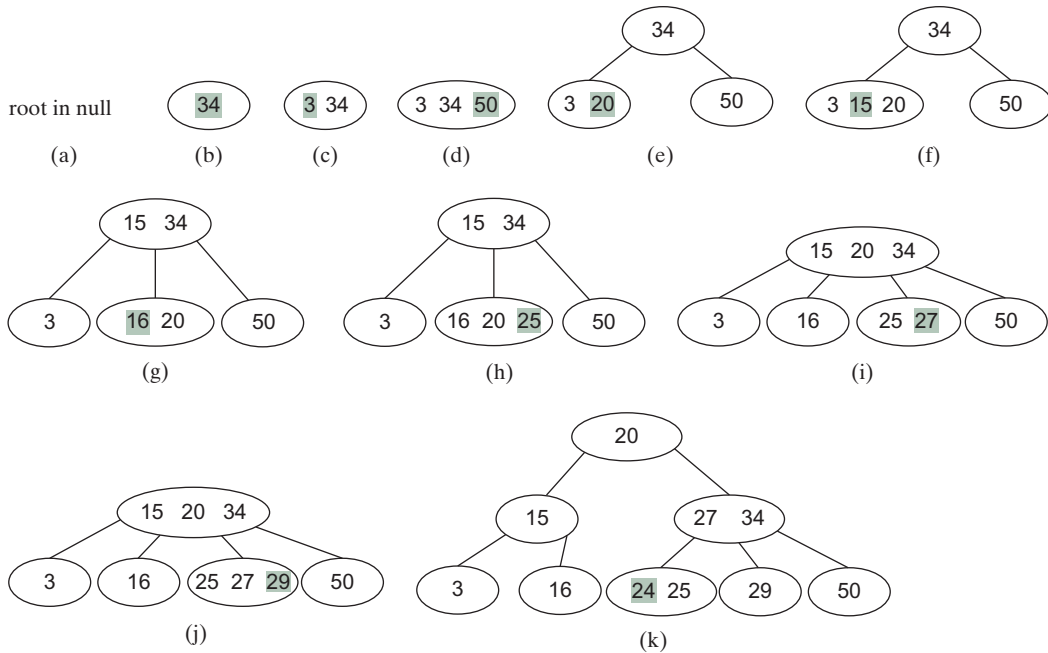 34
34
root in null
34
3 34
3 34 50
3 20
50
3 15 20
50
(a)
(b)
(c)
(d)
(e)
(f)
15 34
15 34
15 20 34
3
16 20
50
3
16 20 25
50
3
16
25 27
50
(g)
(h)
(i)
20
15 20 34
15
27 34
3
16
25 27 29
50
3
16
24 25
29
50
(j)
(k)